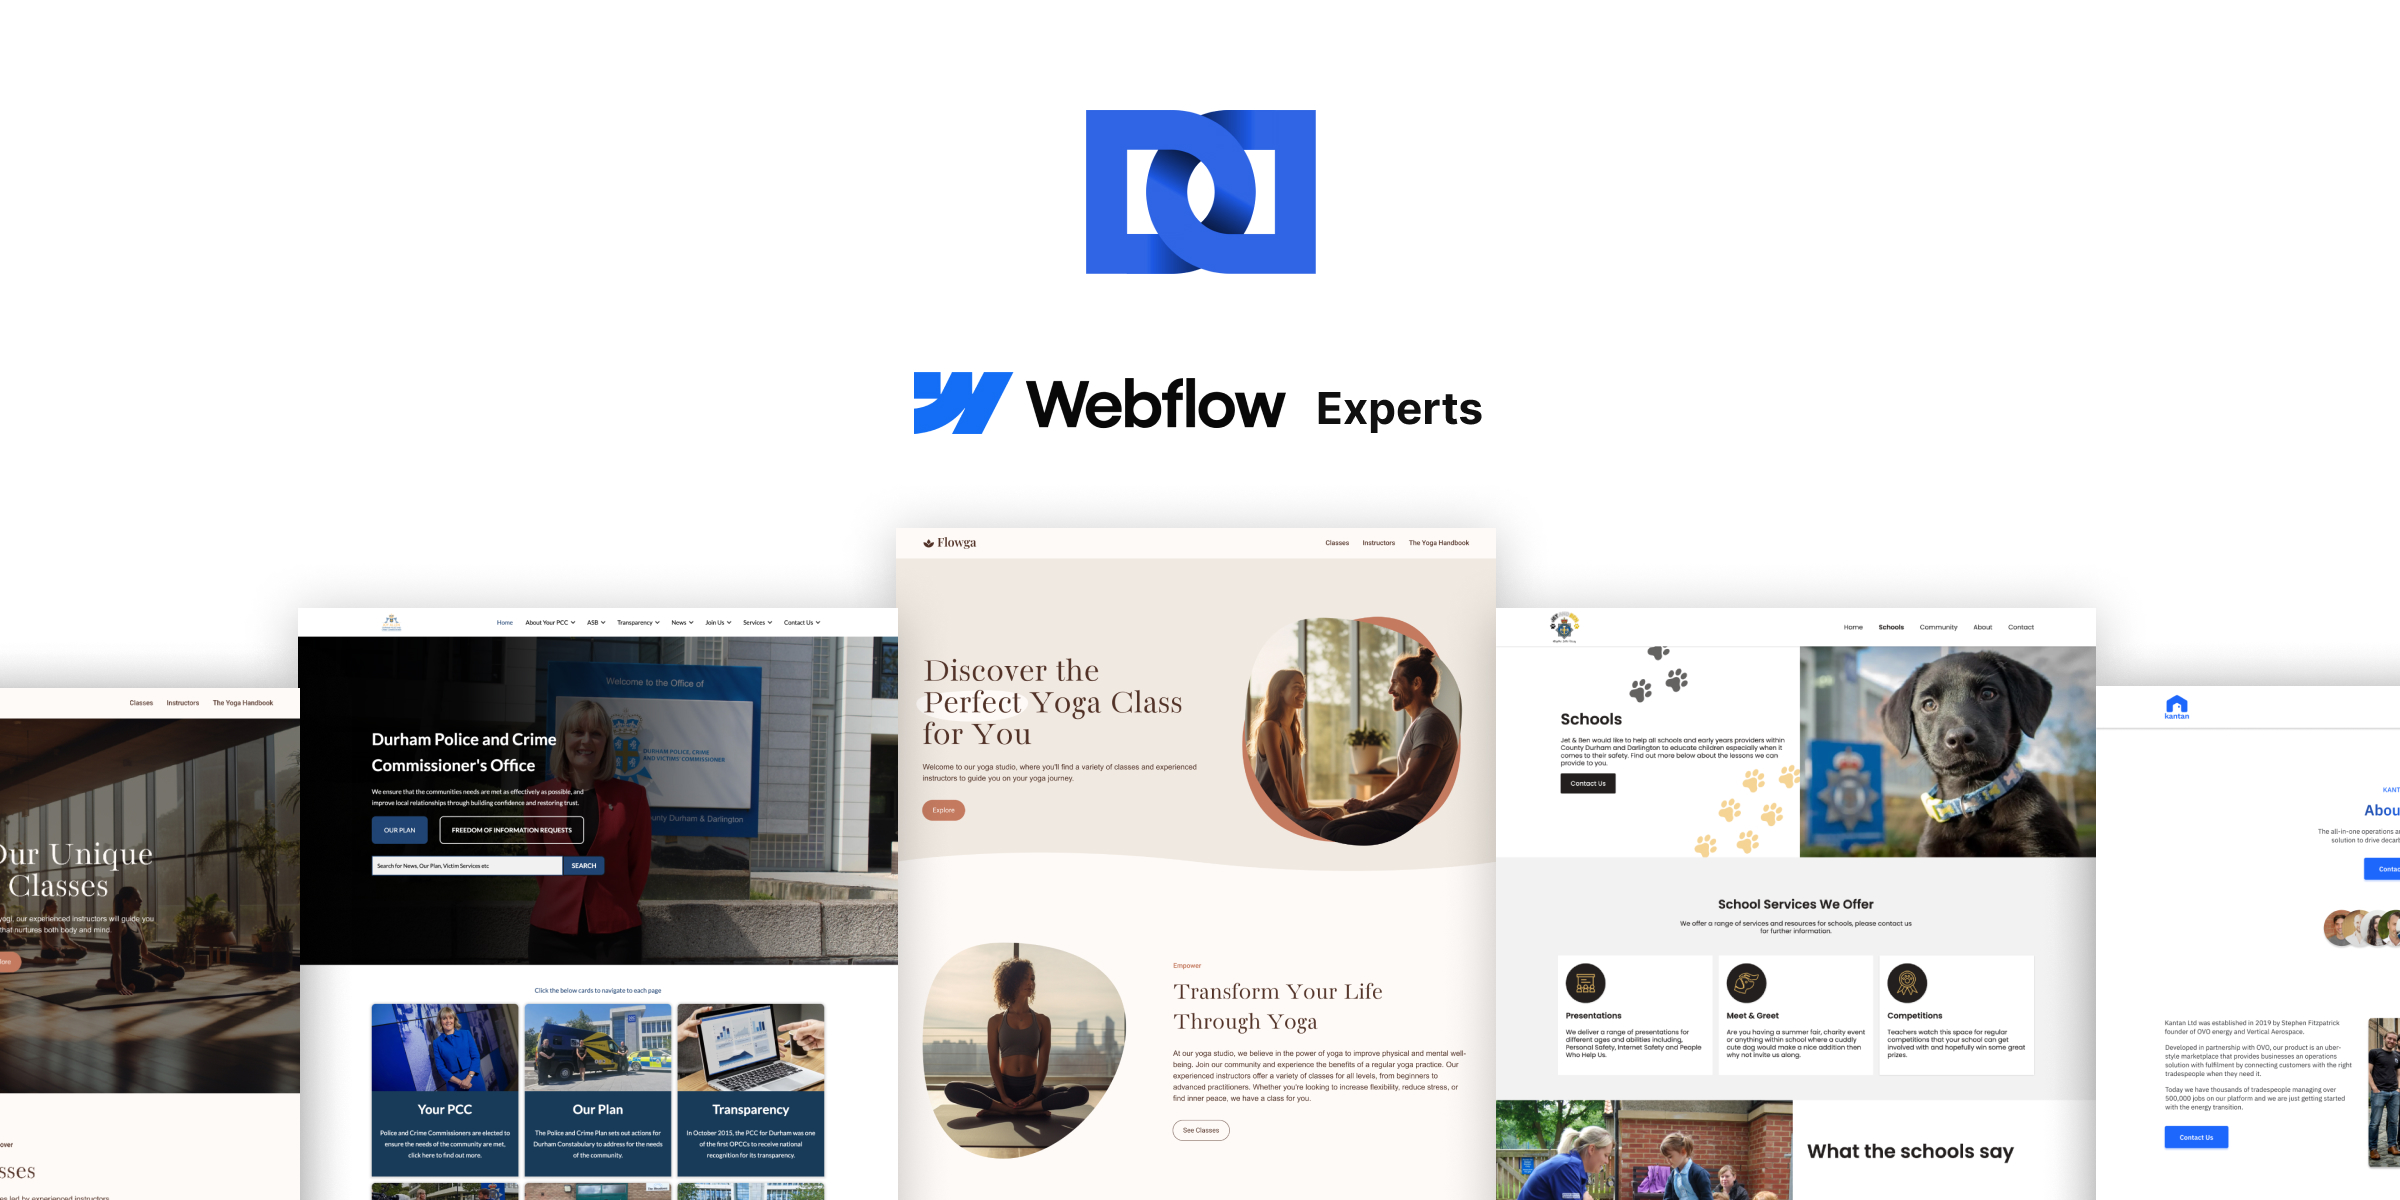 Webflow Experts
Classes Instructors The Yoga Handbook
Our Unique
Classes
yogi, our experienced instructors will guide you
that nurtures both body and mind.
Home About Your PCC ASB Transparency News Join Us Services Contact Us
Welcome to the Office of
DURHAM POLICE, CRIME
AND VICTIMS' COMMISSIONER
County Durham & Darlington
Durham Police and Crime
Commissioner's Office
We ensure that the communities needs are met as effectively as possible, and
improve local relationships through building confidence and restoring trust.
OUR PLAN FREEDOM OF INFORMATION REQUESTS
Search for News, Our Plan, Victim Services etc SEARCH
Click the below cards to navigate to each page
Your PCC
Police and Crime Commissioners are elected to
ensure the needs of the community are met,
click here to find out more.
Our Plan
The Police and Crime Plan sets out actions for
Durham Constabulary to address for the needs
of the community.
Transparency
In October 2015, the PCC for Durham was one
of the first OPCCs to receive national
recognition for its transparency.
Flowga
Classes Instructors The Yoga Handbook
Discover the
Perfect Yoga Class
for You
Welcome to our yoga studio, where you'll find a variety of classes and experienced
instructors to guide you on your yoga journey.
Explore
Empower
Transform Your Life
Through Yoga
At our yoga studio, we believe in the power of yoga to improve physical and mental well-
being. Join our community and experience the benefits of a regular yoga practice. Our
experienced instructors offer a variety of classes for all levels, from beginners to
advanced practitioners. Whether you're looking to increase flexibility, reduce stress, or
find inner peace, we have a class for you.
See Classes
Home Schools Community About Contact
Schools
Jet & Ben would like to help all schools and early years providers within
County Durham and Darlington to educate children especially when it
comes to their safety. Find out more below about the lessons we can
provide to you.
Contact Us
School Services We Offer
We offer a range of services and resources for schools, please contact us
for further information.
Presentations
We deliver a range of presentations for
different ages and abilities including,
Personal Safety, Internet Safety and People
Who Help Us.
Meet & Greet
Are you having a summer fair, charity event
or anything within school where a cuddly
cute dog would make a nice addition then
why not invite us along.
Competitions
Teachers watch this space for regular
competitions that your school can get
involved with and hopefully win some great
prizes.
What the schools say
kantan
KANT
Abou
The all-in-one operations a
solution to drive decar
Contac
Kantan Ltd was established in 2019 by Stephen Fitzpatrick
founder of OVO energy and Vertical Aerospace.
Developed in partnership with OVO, our product is an uber-
style marketplace that provides businesses an operations
solution with fulfilment by connecting customers with the right
tradespeople when they need it.
Today we have thousands of tradespeople managing over
500,000 jobs on our platform and we are just getting started
with the energy transition.
Contact Us
over
sses
es led by experienced instructors